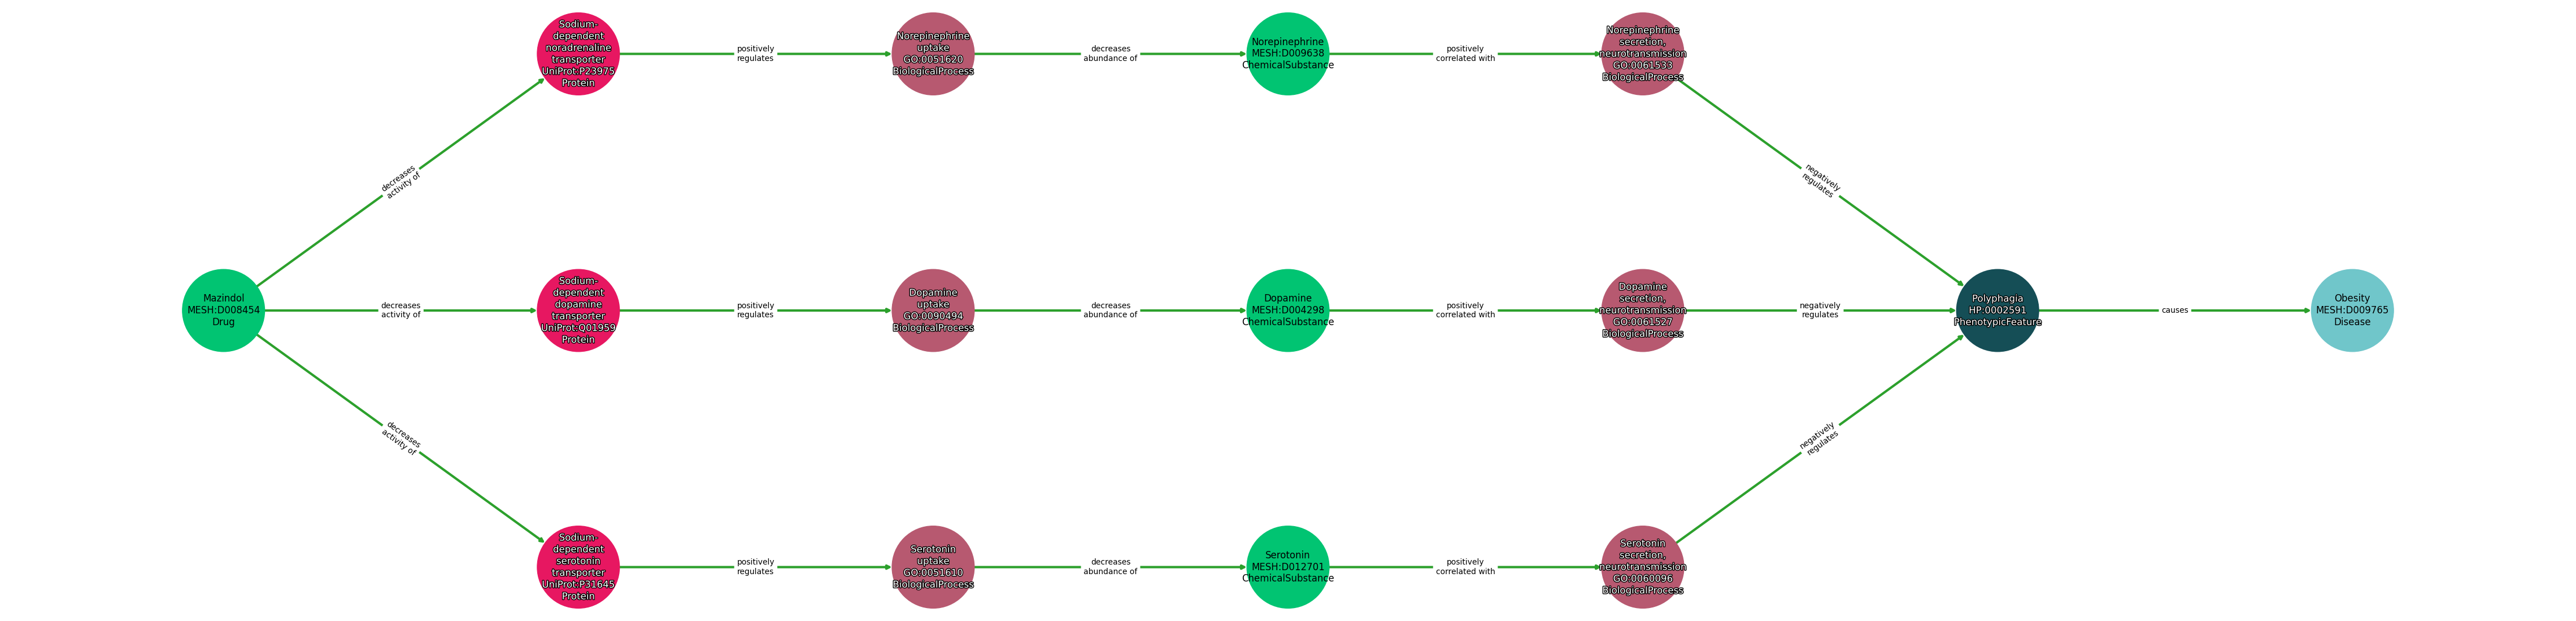 Sodium-
dependent
noradrenaline
transporter
UniProt:P23975
Protein
positively
regulates
Norepinephrine
uptake
GO:0051620
BiologicalProcess
decreases
abundance of
Norepinephrine
MESH:D009638
ChemicalSubstance
positively
correlated with
Norepinephrine
secretion,
neurotransmission
GO:0061533
BiologicalProcess
decreases
activity of
negatively
regulates
Mazindol
MESH:D008454
Drug
decreases
activity of
Sodium-
dependent
dopamine
transporter
UniProt:Q01959
Protein
positively
regulates
Dopamine
uptake
GO:0090494
BiologicalProcess
decreases
abundance of
Dopamine
MESH:D004298
ChemicalSubstance
positively
correlated with
Dopamine
secretion,
neurotransmission
GO:0061527
BiologicalProcess
negatively
regulates
Polyphagia
HP:0002591
PhenotypicFeature
causes
Obesity
MESH:D009765
Disease
decreases
activity of
negatively
regulates
Sodium-
dependent
serotonin
transporter
UniProt:P31645
Protein
positively
regulates
Serotonin
uptake
GO:0051610
BiologicalProcess
decreases
abundance of
Serotonin
MESH:D012701
ChemicalSubstance
positively
correlated with
Serotonin
secretion,
neurotransmission
GO:0060096
BiologicalProcess